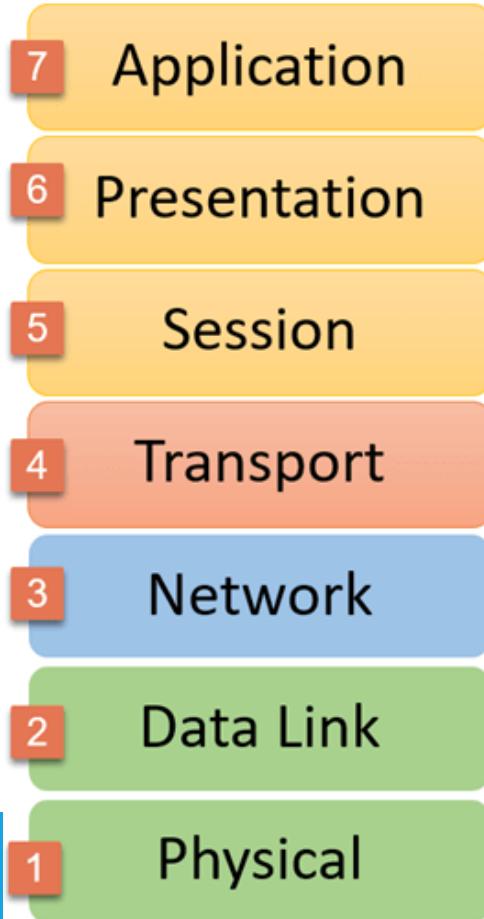 7 Application
6 Presentation
5 Session
4 Transport
3 Network
2 Data Link
1 Physical